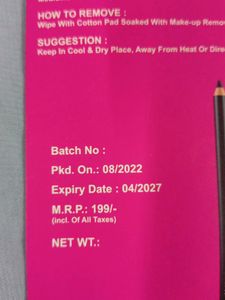 HOW TO REMOVE :
Wipe With Cotton Pad Soaked With Make-up Remov
SUGGESTION :
Keep In Cool & Dry Place, Away From Heat Or Dire
Batch No :
Pkd. On.: 08/2022
Expiry Date : 04/2027
M.R.P.: 199/-
(incl. Of All Taxes)
NET WT.: